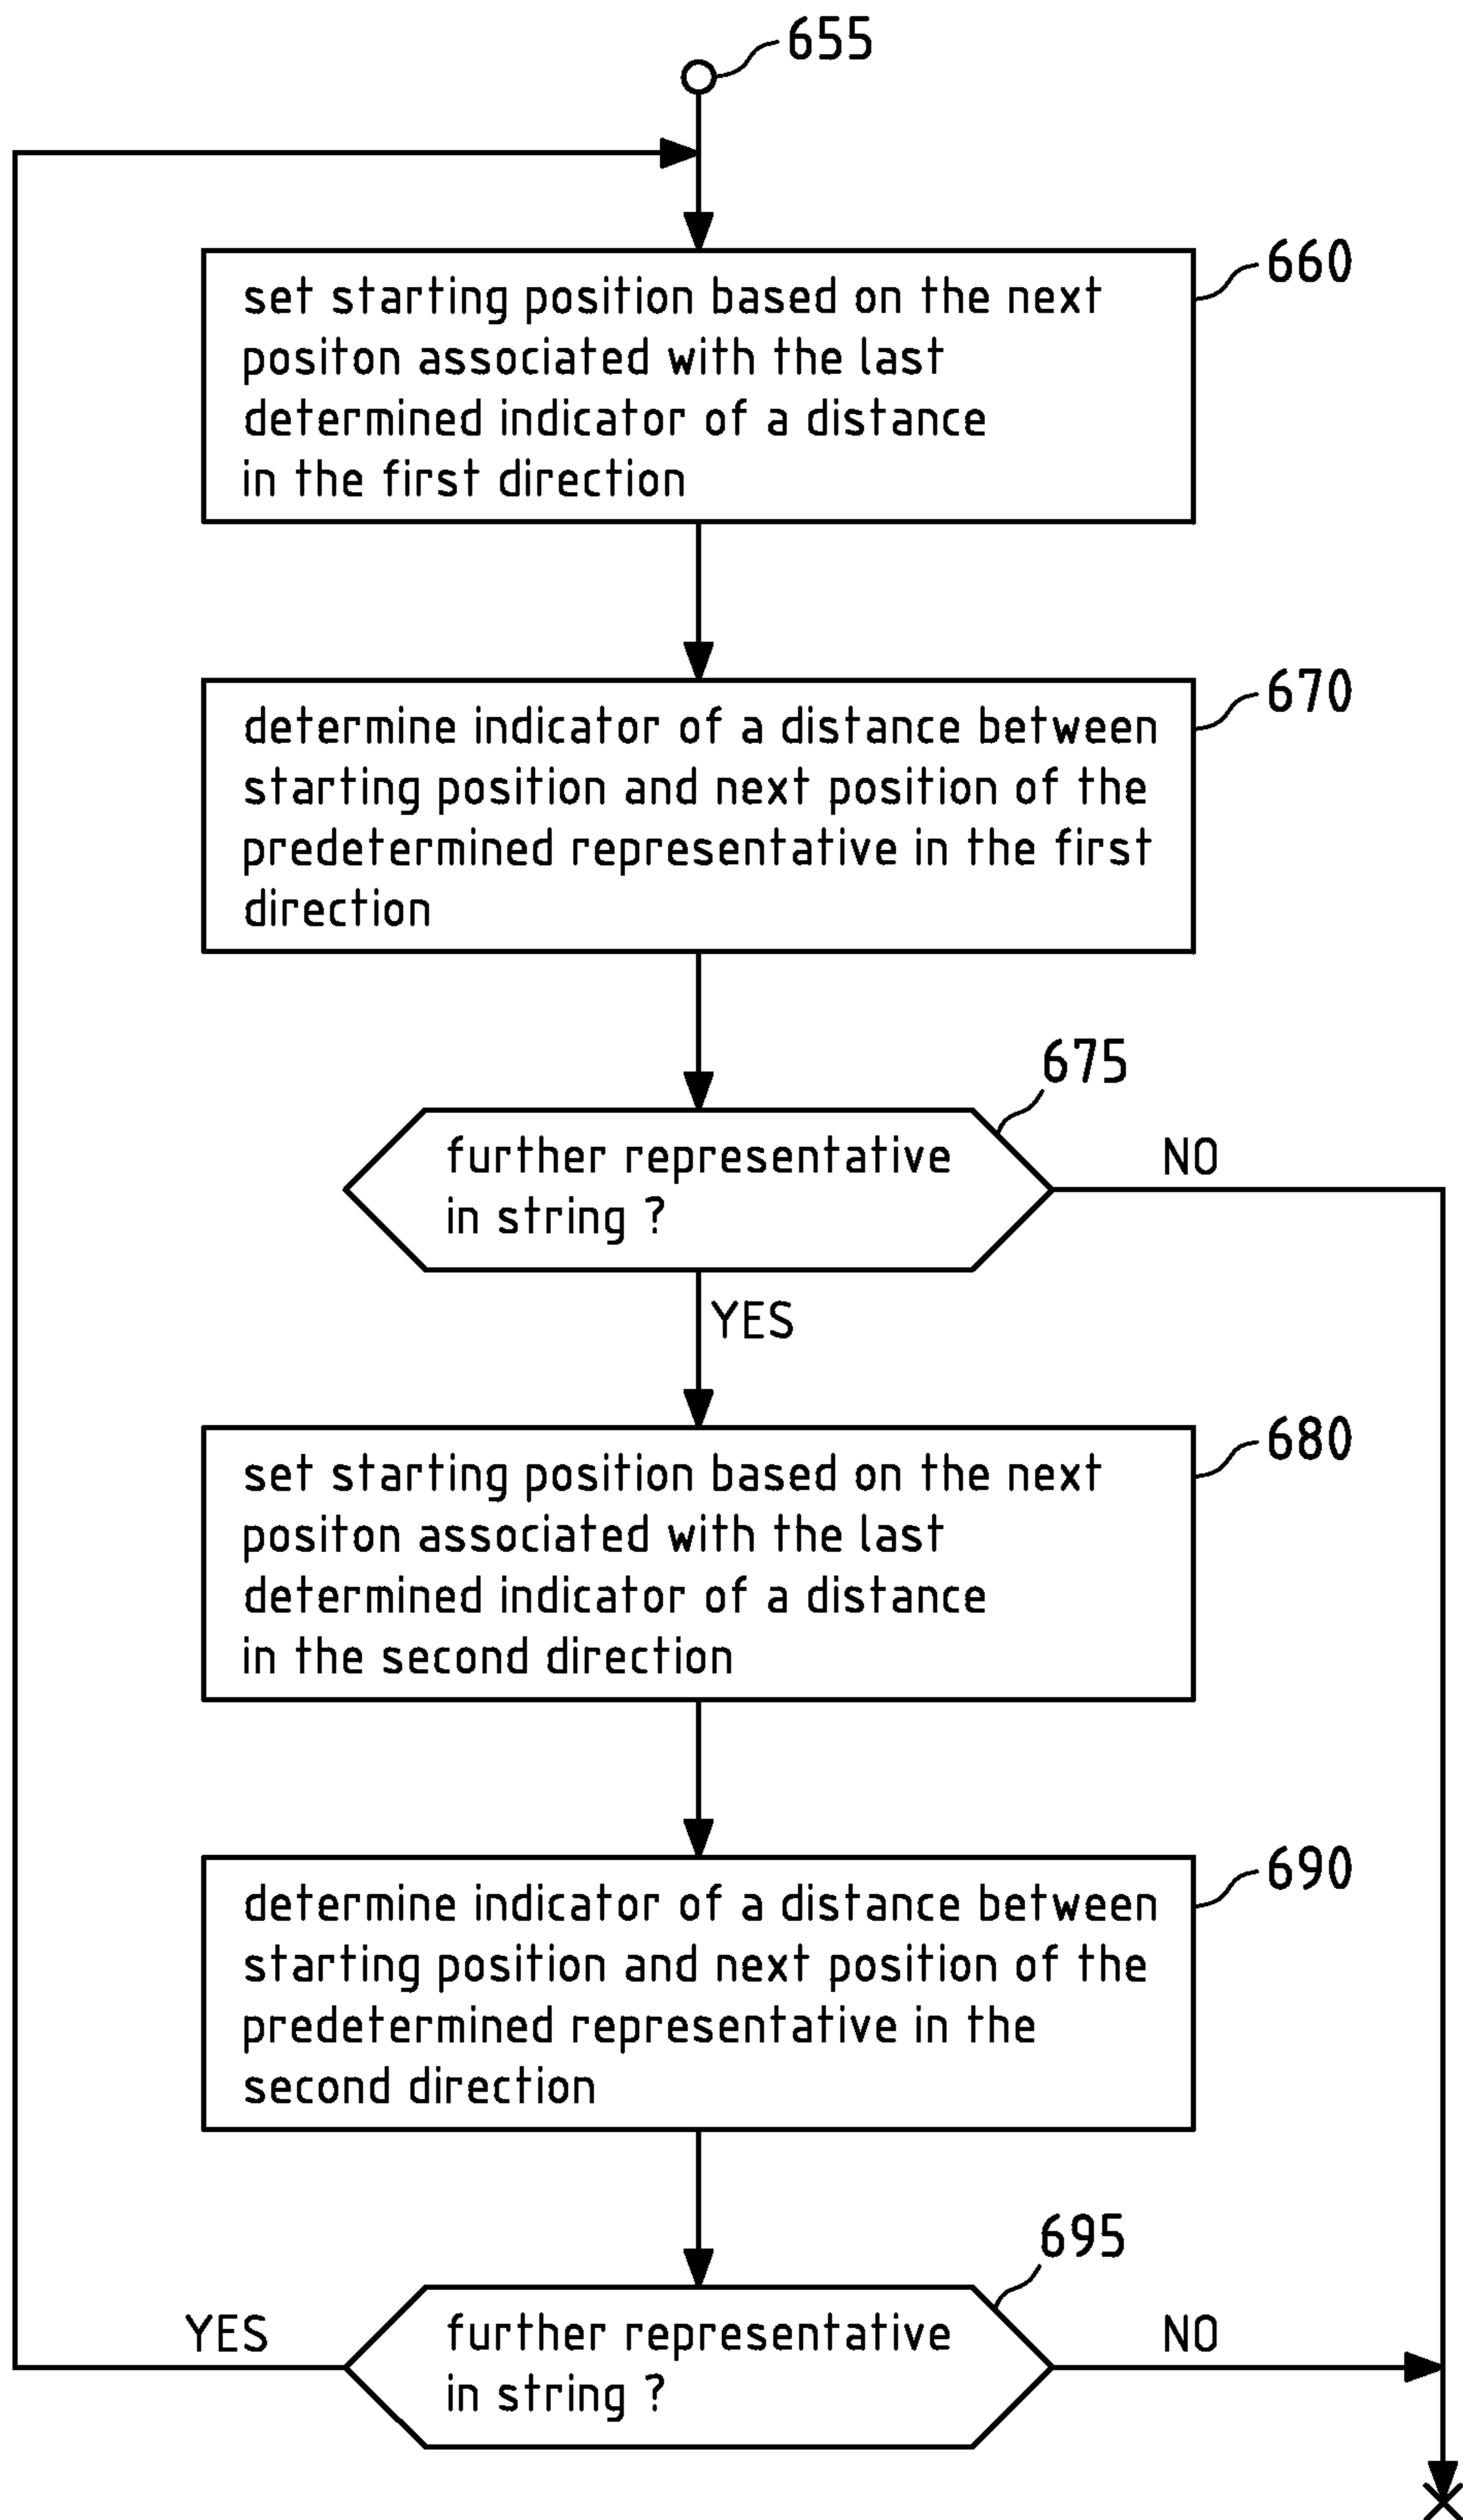 655
660
set starting position based on the next
positon associated with the last
determined indicator of a distance
in the first direction
670
determine indicator of a distance between
starting position and next position of the
predetermined representative in the first
direction
675
further representative
in string ?
NO
YES
680
set starting position based on the next
positon associated with the last
determined indicator of a distance
in the second direction
690
determine indicator of a distance between
starting position and next position of the
predetermined representative in the
second direction
695
YES
further representative
in string ?
NO